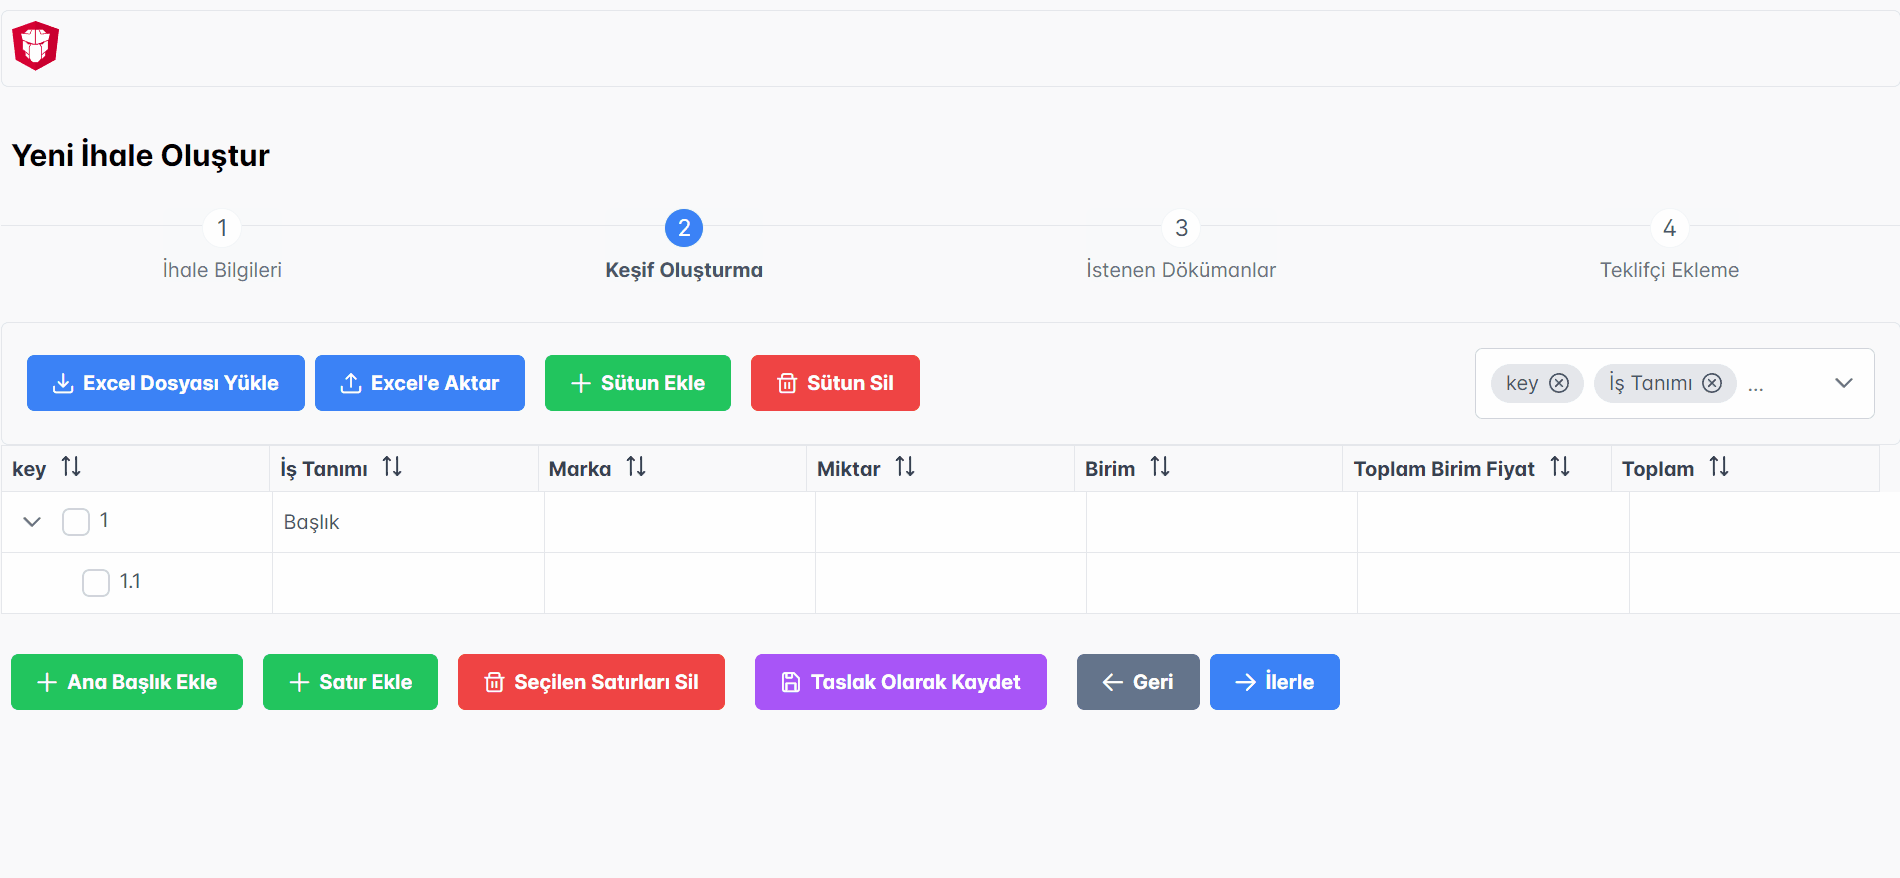 Yeni İhale Oluştur
1
2
3
4
İhale Bilgileri
Keşif Oluşturma
İstenen Dökümanlar
Teklifçi Ekleme
Excel Dosyası Yükle
Excel'e Aktar
Sütun Ekle
Sütun Sil
key
İş Tanımı
...
key İş Tanımı Marka Miktar Birim Toplam Birim Fiyat Toplam
1 Başlık
1.1
Ana Başlık Ekle
Satır Ekle
Seçilen Satırları Sil
Taslak Olarak Kaydet
Geri
İlerle